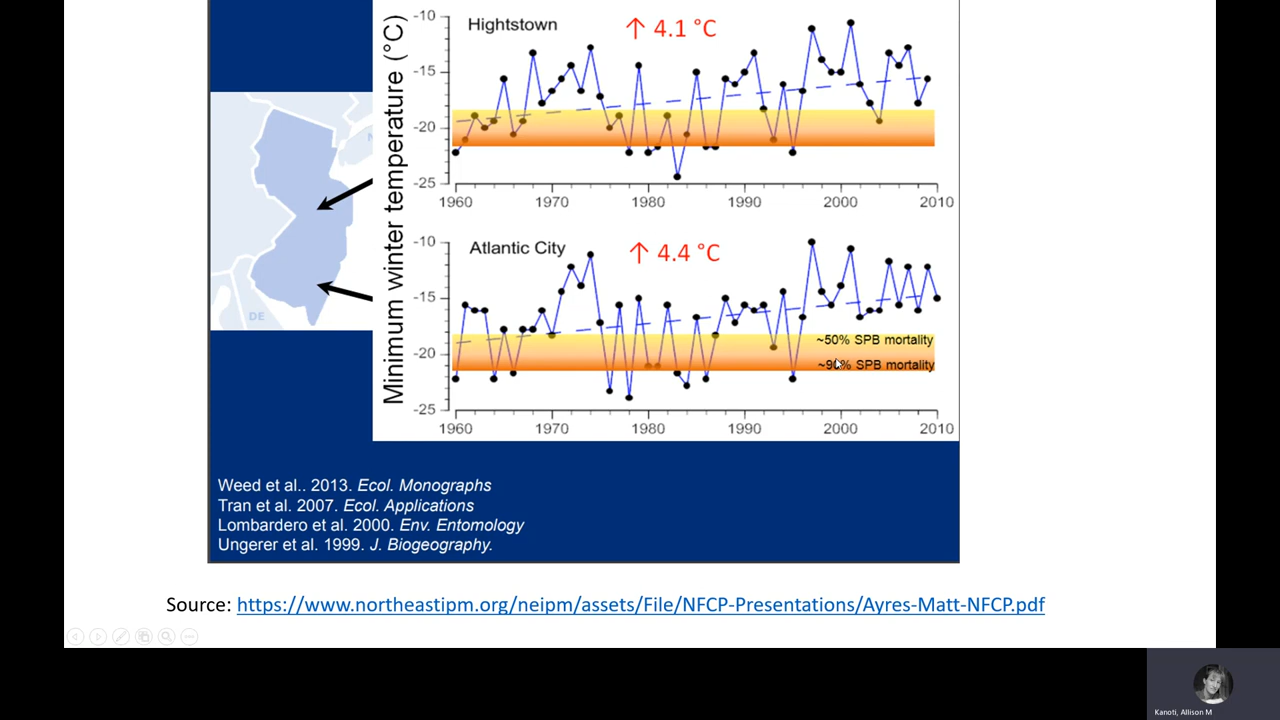 Minimum winter temperature (°C)
Hightstown
↑ 4.1 °C
-10
-15
-20
-25
1960 1970 1980 1990 2000 2010
Atlantic City
↑ 4.4 °C
-10
-15
-20
-25
~50% SPB mortality
~90% SPB mortality
1960 1970 1980 1990 2000 2010
DE
Weed et al.. 2013. Ecol. Monographs
Tran et al. 2007. Ecol. Applications
Lombardero et al. 2000. Env. Entomology
Ungerer et al. 1999. J. Biogeography.
Source: https://www.northeastipm.org/neipm/assets/File/NFCP-Presentations/Ayres-Matt-NFCP.pdf
Kanoti, Allison M